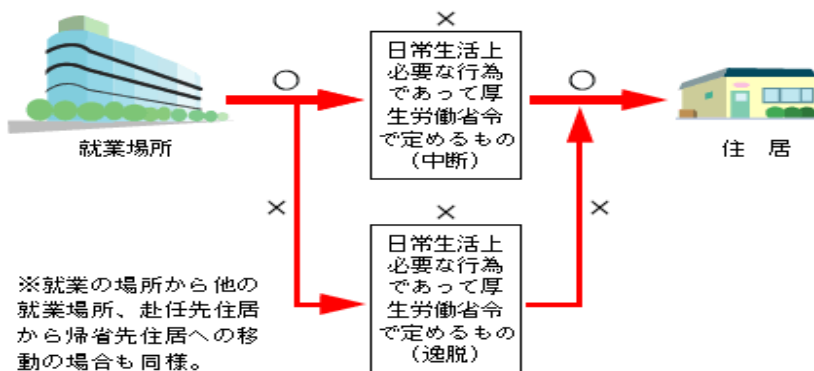 ×
日常生活上
必要な行為
であって厚
生労働省令
で定めるもの
(中断)
○
○
就業場所
住 居
×
×
×
日常生活上
必要な行為
であって厚
生労働省令
で定めるもの
(逸脱)
※就業の場所から他の
就業場所、赴任先住居
から帰省先住居への移
動の場合も同様。